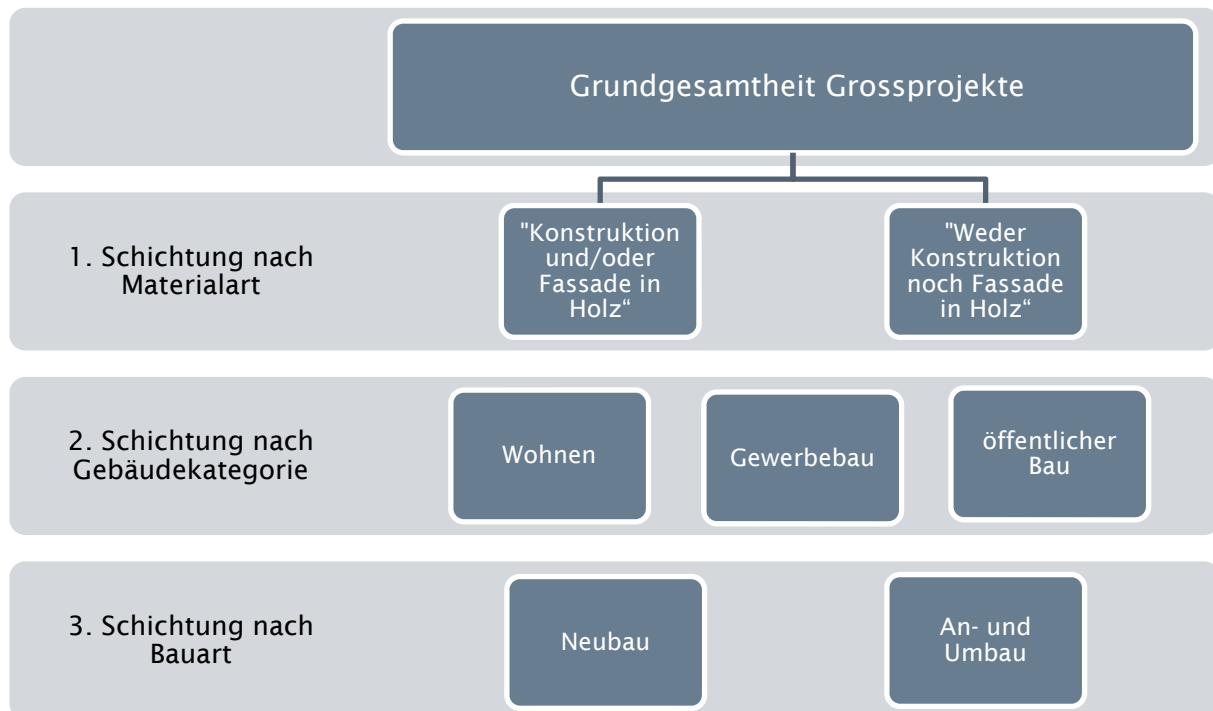 Grundgesamtheit Grossprojekte
1. Schichtung nach
Materialart
"Konstruktion
und/oder
Fassade in
Holz“
"Weder
Konstruktion
noch Fassade
in Holz“
2. Schichtung nach
Gebäudekategorie
Wohnen
Gewerbebau
öffentlicher
Bau
3. Schichtung nach
Bauart
Neubau
An- und
Umbau